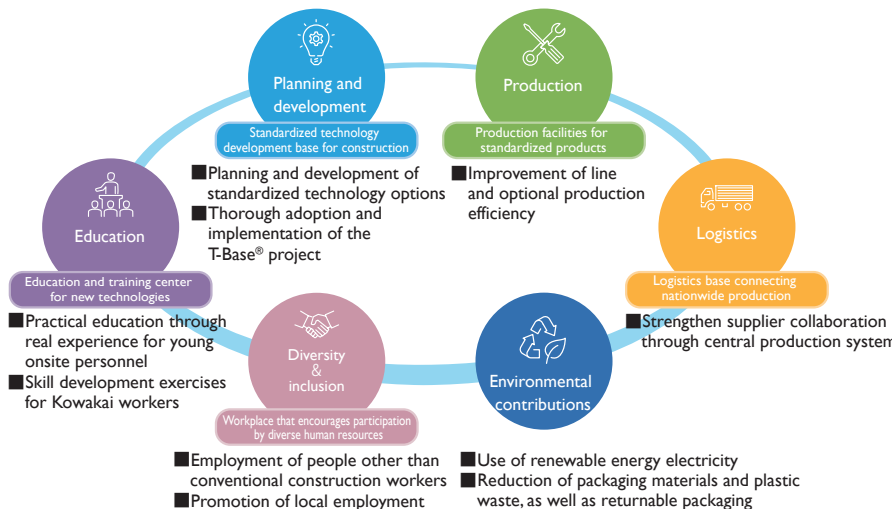 Planning and
development
Standardized technology
development base for construction
■Planning and development of
standardized technology options
■Thorough adoption and
implementation of the
T-Base® project
Production
Production facilities for
standardized products
■Improvement of line
and optional production
efficiency
Education
Education and training center
for new technologies
■Practical education through
real experience for young
onsite personnel
■Skill development exercises
for Kowakai workers
Logistics
Logistics base connecting
nationwide production
■Strengthen supplier collaboration
through central production system
Diversity
&
inclusion
Workplace that encourages participation
by diverse human resources
■Employment of people other than
conventional construction workers
■Promotion of local employment
Environmental
contributions
■Use of renewable energy electricity
■Reduction of packaging materials and plastic
waste, as well as returnable packaging